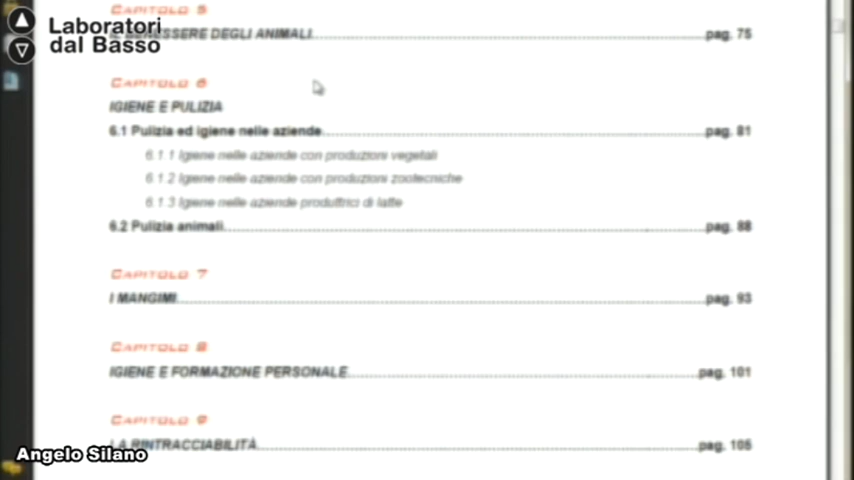 CAPITOLO 5
Laboratori
dal Basso
BENESSERE DEGLI ANIMALI pag. 75
CAPITOLO 6
IGIENE E PULIZIA
6.1 Pulizia ed igiene nelle aziende pag. 81
6.1.1 Igiene nelle aziende con produzioni vegetali
6.1.2 Igiene nelle aziende con produzioni zootecniche
6.1.3 Igiene nelle aziende produttrici di latte
6.2 Pulizia animali pag. 88
CAPITOLO 7
I MANGIMI pag. 93
CAPITOLO 8
IGIENE E FORMAZIONE PERSONALE pag. 101
CAPITOLO 9
LA RINTRACCIABILITÀ pag. 105
Angelo Silano